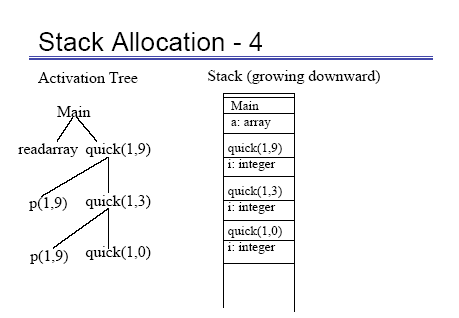 Stack Allocation - 4
Activation Tree
Main
readarray quick(1,9)
p(1,9) quick(1,3)
p(1,9) quick(1,0)
Stack (growing downward)
Main
a: array
quick(1,9)
i: integer
quick(1,3)
i: integer
quick(1,0)
i: integer